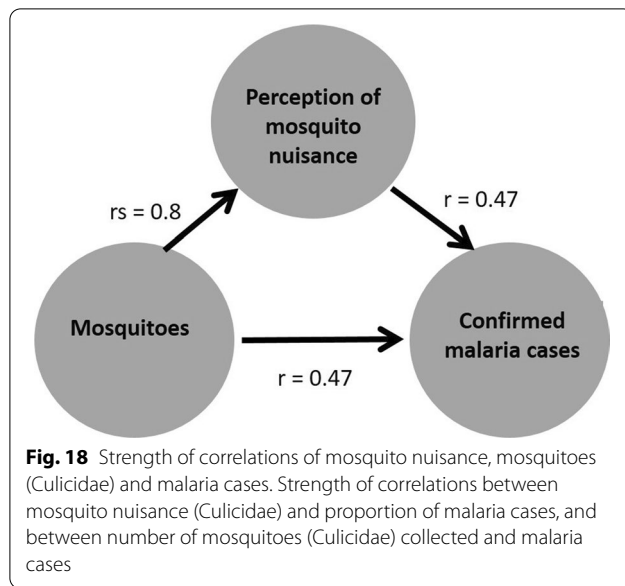 Perception of
mosquito
nuisance
rs = 0.8
r = 0.47
Mosquitoes
Confirmed
malaria cases
r = 0.47
Fig. 18 Strength of correlations of mosquito nuisance, mosquitoes
(Culicidae) and malaria cases. Strength of correlations between
mosquito nuisance (Culicidae) and proportion of malaria cases, and
between number of mosquitoes (Culicidae) collected and malaria
cases